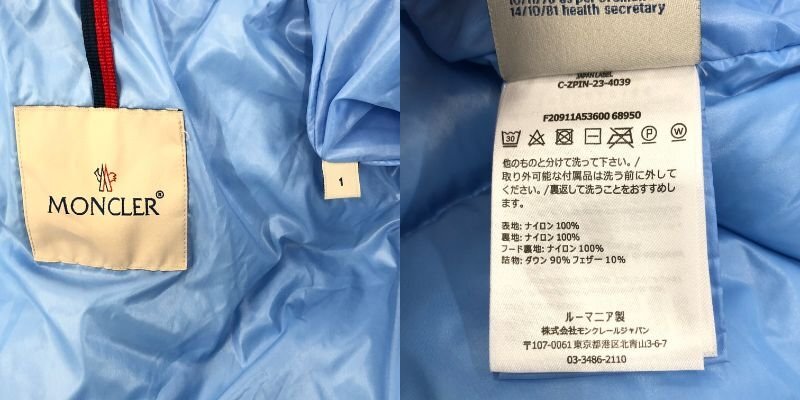 MONCLER®
1
14/10/81 health secretary
JAPAN LABEL
C-ZPIN-23-4039
F20911A53600 68950
30
P
W
他のものと分けて洗って下さい。/
取り外可能な付属品は洗う前に外して
ください。/裏返して洗うことをおすすめし
ます。
表地: ナイロン 100%
裏地: ナイロン 100%
フード裏地: ナイロン 100%
詰物: ダウン 90% フェザー 10%
ルーマニア製
株式会社モンクレールジャパン
〒107-0061 東京都港区北青山3-6-7
03-3486-2110